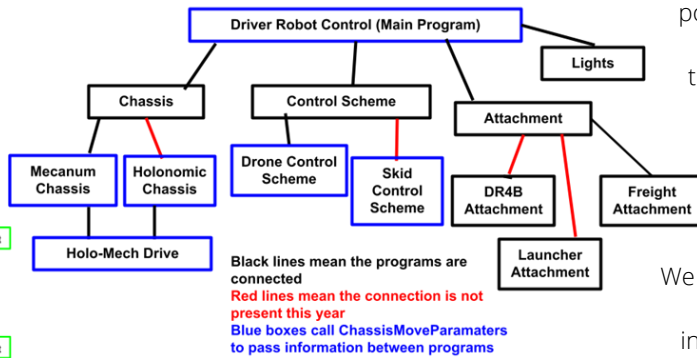 Driver Robot Control (Main Program)
Lights
Chassis
Control Scheme
Attachment
Mecanum
Chassis
Holonomic
Chassis
Drone Control
Scheme
Skid
Control
Scheme
DR4B
Attachment
Freight
Attachment
Holo-Mech Drive
Launcher
Attachment
Black lines mean the programs are
connected
Red lines mean the connection is not
present this year
Blue boxes call ChassisMoveParamaters
to pass information between programs
We